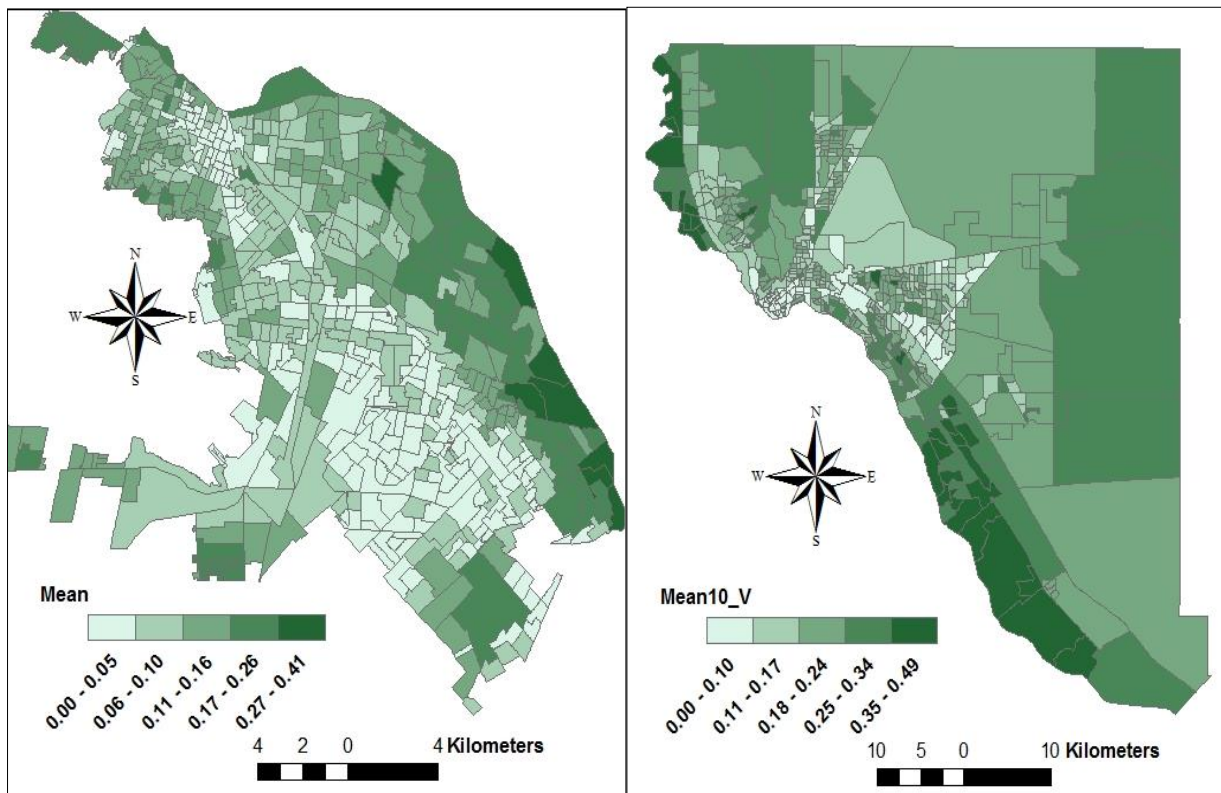 N
W E
S
Mean
0.00 - 0.05
0.06 - 0.10
0.11 - 0.16
0.17 - 0.26
0.27 - 0.41
4 2 0 4 Kilometers
N
W E
S
Mean10_V
0.00 - 0.10
0.11 - 0.17
0.18 - 0.24
0.25 - 0.34
0.35 - 0.49
10 5 0 10 Kilometers